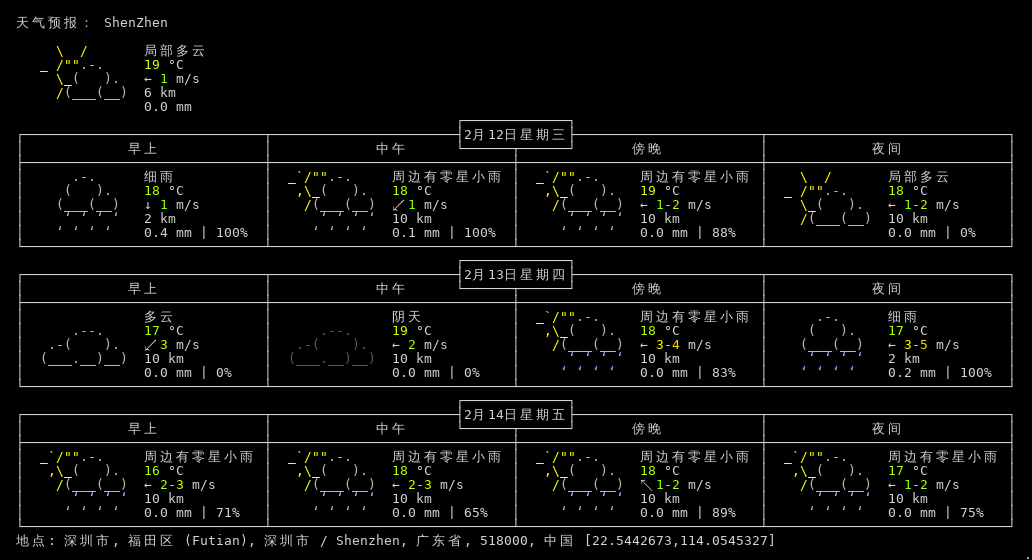 天气预报： ShenZhen
局部多云
19 °C
← 1 m/s
6 km
0.0 mm
2月12日星期三
早上 中午 傍晚 夜间
细雨 周边有零星小雨 周边有零星小雨 局部多云
18 °C 18 °C 19 °C 18 °C
↓ 1 m/s ↙ 1 m/s ← 1-2 m/s ← 1-2 m/s
2 km 10 km 10 km 10 km
0.4 mm | 100% 0.1 mm | 100% 0.0 mm | 88% 0.0 mm | 0%
2月13日星期四
早上 中午 傍晚 夜间
多云 阴天 周边有零星小雨 细雨
17 °C 19 °C 18 °C 17 °C
↙ 3 m/s ← 2 m/s ← 3-4 m/s ← 3-5 m/s
10 km 10 km 10 km 2 km
0.0 mm | 0% 0.0 mm | 0% 0.0 mm | 83% 0.2 mm | 100%
2月14日星期五
早上 中午 傍晚 夜间
周边有零星小雨 周边有零星小雨 周边有零星小雨 周边有零星小雨
16 °C 18 °C 18 °C 17 °C
← 2-3 m/s ← 2-3 m/s ↖ 1-2 m/s ← 1-2 m/s
10 km 10 km 10 km 10 km
0.0 mm | 71% 0.0 mm | 65% 0.0 mm | 89% 0.0 mm | 75%
地点: 深圳市, 福田区 (Futian), 深圳市 / Shenzhen, 广东省, 518000, 中国 [22.5442673,114.0545327]